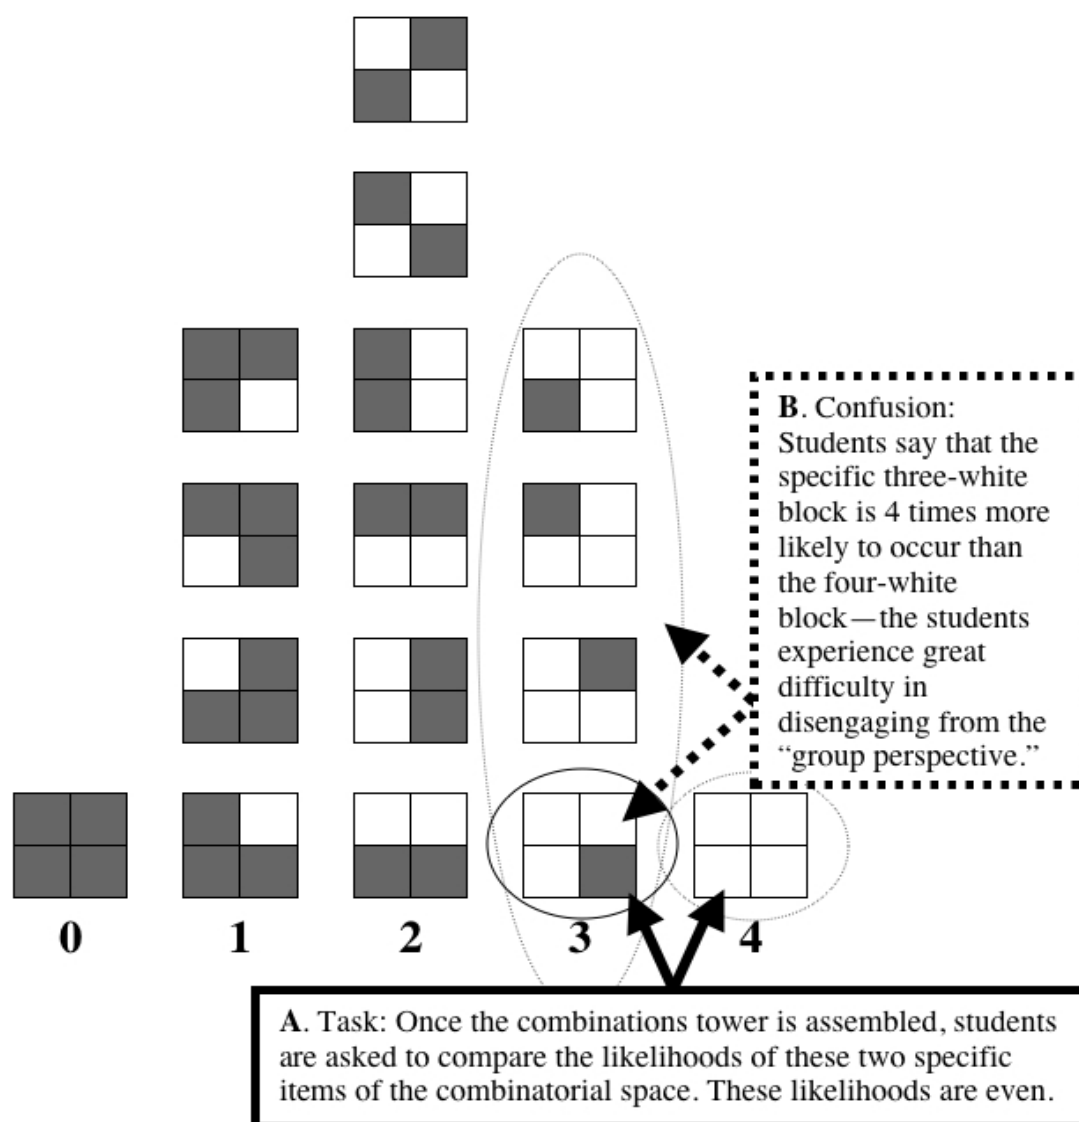 B. Confusion:
Students say that the
specific three-white
block is 4 times more
likely to occur than
the four-white
block—the students
experience great
difficulty in
disengaging from the
“group perspective.”
0 1 2 3 4
A. Task: Once the combinations tower is assembled, students
are asked to compare the likelihoods of these two specific
items of the combinatorial space. These likelihoods are even.